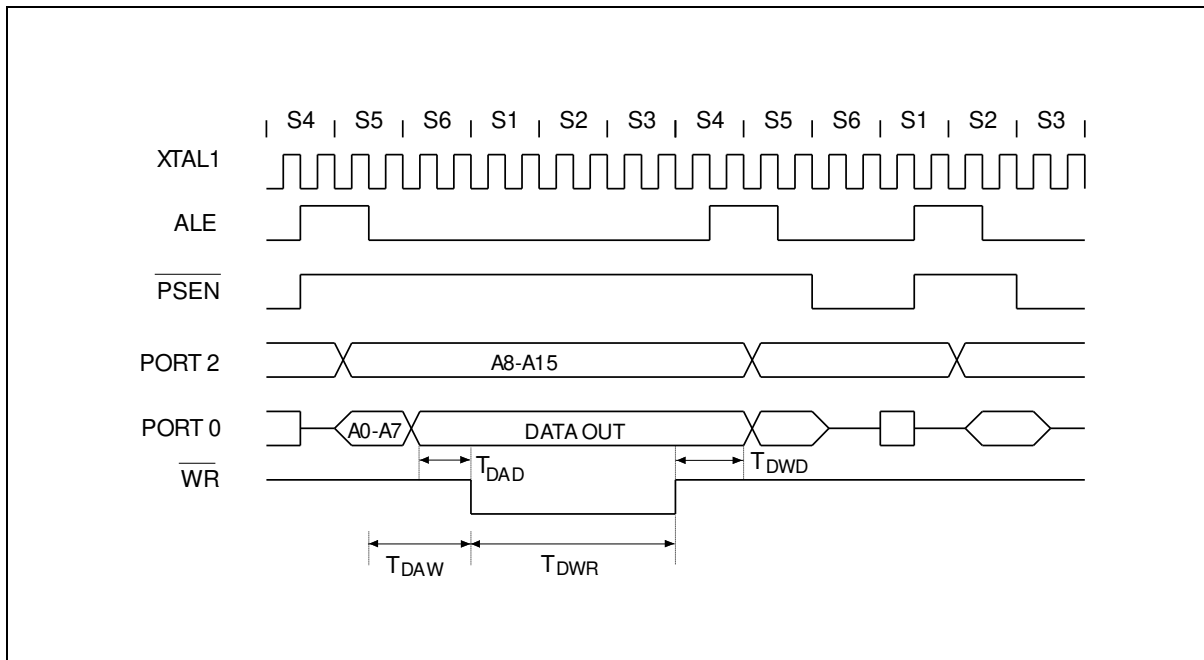 S4 S5 S6 S1 S2 S3 S4 S5 S6 S1 S2 S3
XTAL1
ALE
PSEN
PORT 2 A8-A15
PORT 0 A0-A7 DATA OUT
WR TDAD TDWD
TDAW TDWR